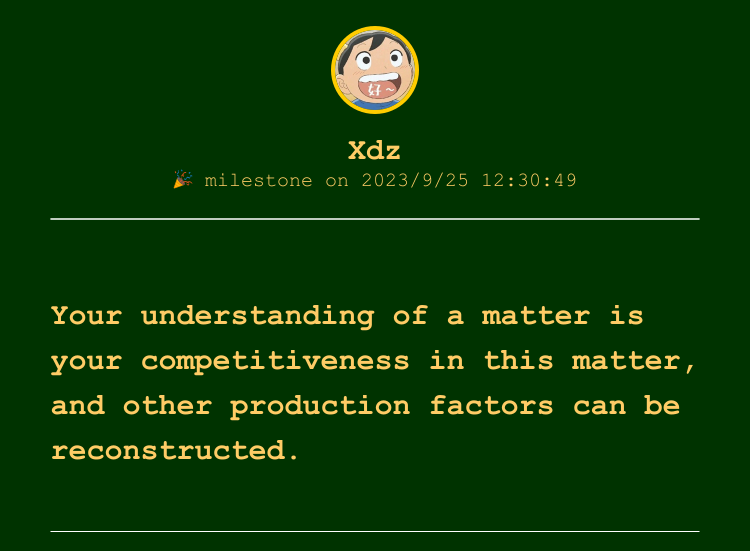 好~
Xdz
🎉 milestone on 2023/9/25 12:30:49
Your understanding of a matter is
your competitiveness in this matter,
and other production factors can be
reconstructed.